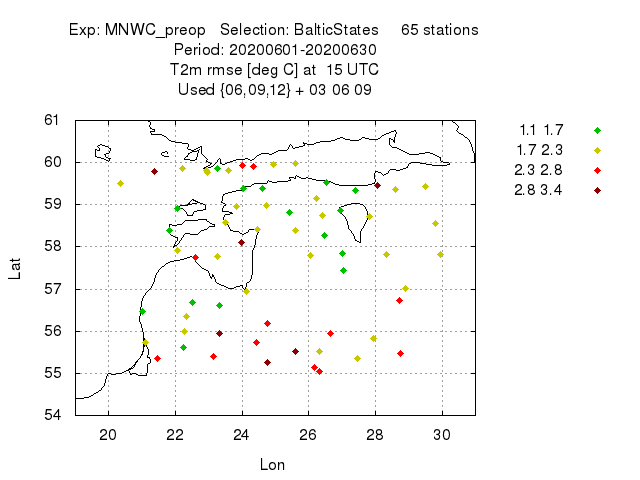 Exp: MNWC_preop Selection: BalticStates 65 stations
Period: 20200601-20200630
T2m rmse [deg C] at 15 UTC
Used {06,09,12} + 03 06 09
1.1 1.7
1.7 2.3
2.3 2.8
2.8 3.4
61
60
59
58
57
56
55
54
Lat
20 22 24 26 28 30
Lon